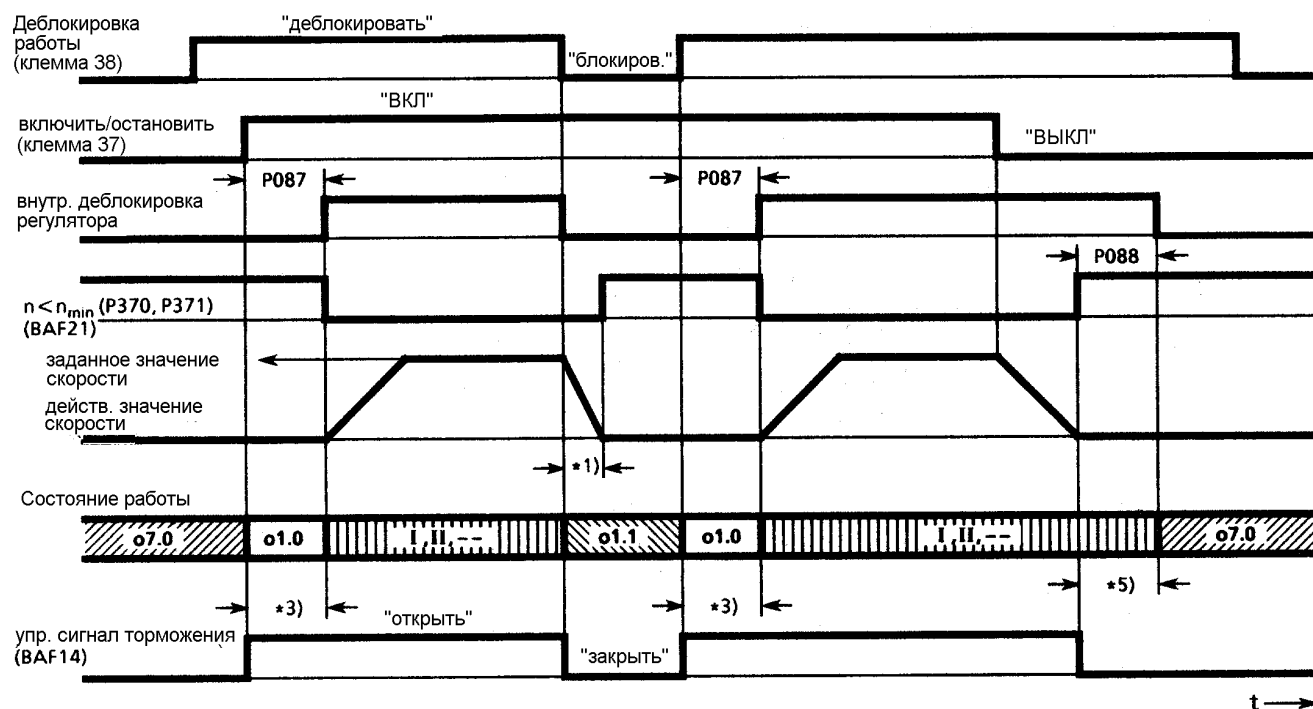 Деблокировка
работы
(клемма 38)
"деблокировать"
"блокиров."
включить/остановить
(клемма 37)
"ВКЛ"
"ВЫКЛ"
P087
P087
внутр. деблокировка
регулятора
P088
n < nmin (P370, P371)
(BAF21)
заданное значение
скорости
действ. значение
скорости
*1)
Состояние работы
o7.0
o1.0
I ,II, --
o1.1
o1.0
I ,II, --
o7.0
*3)
*3)
*5)
упр. сигнал торможения
(BAF14)
"открыть"
"закрыть"
t